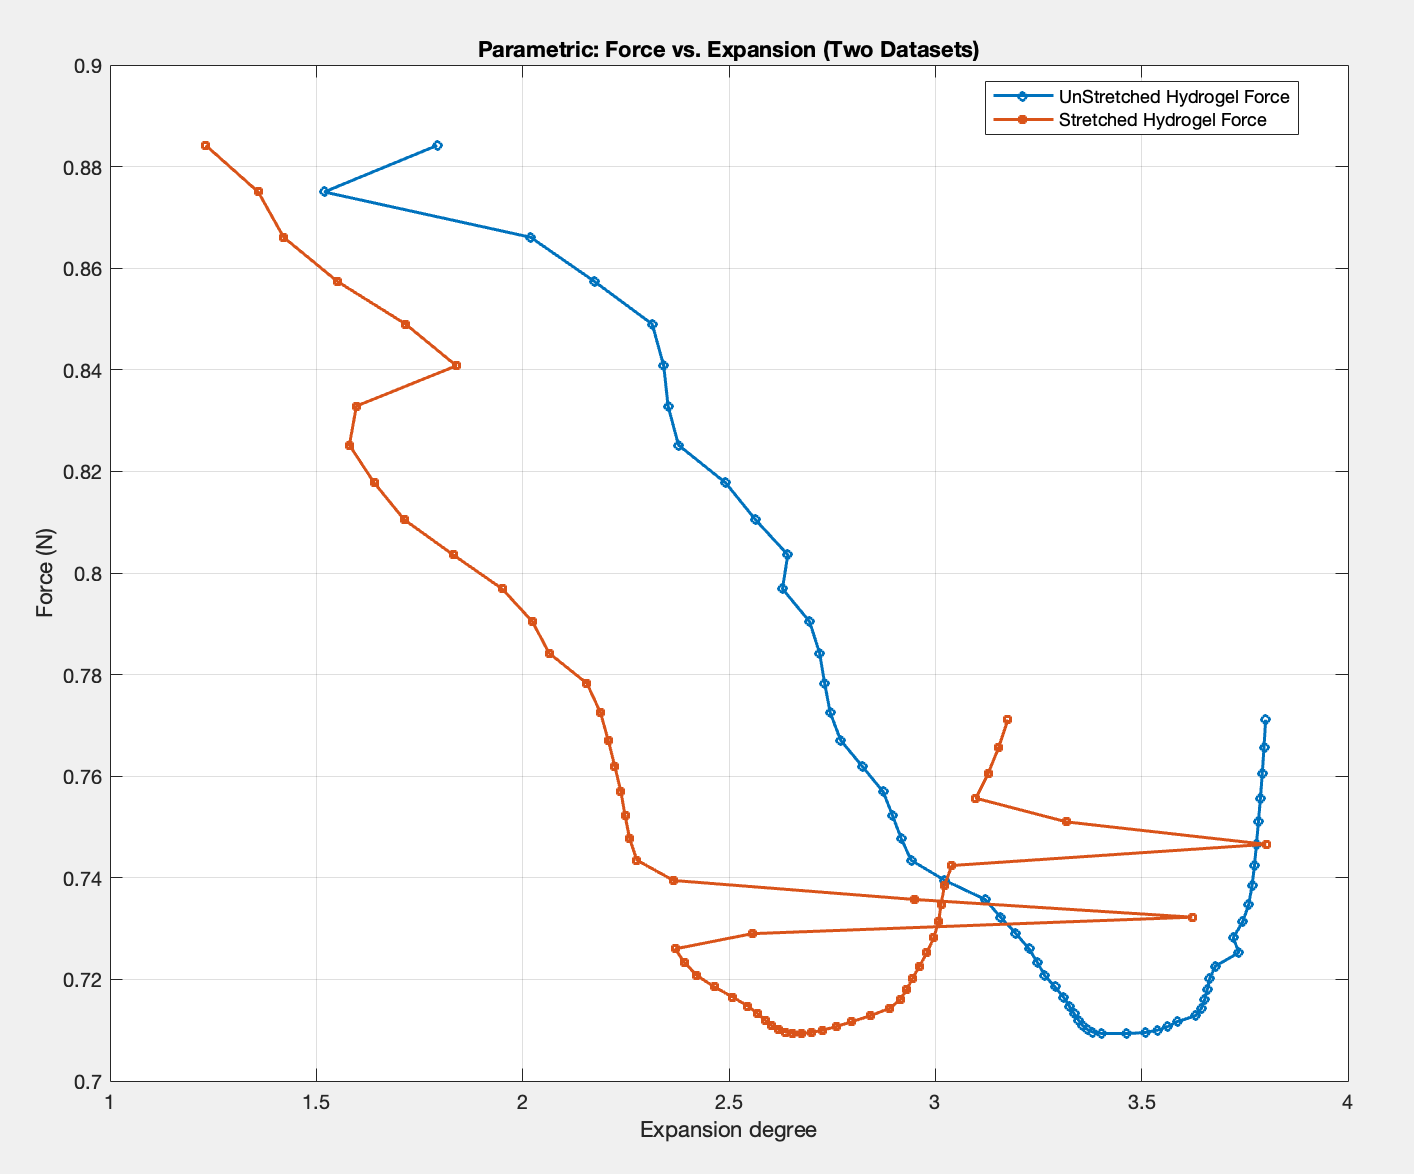 Parametric: Force vs. Expansion (Two Datasets)
UnStretched Hydrogel Force
Stretched Hydrogel Force
0.9
0.88
0.86
0.84
0.82
0.8
0.78
0.76
0.74
0.72
0.7
Force (N)
1 1.5 2 2.5 3 3.5 4
Expansion degree